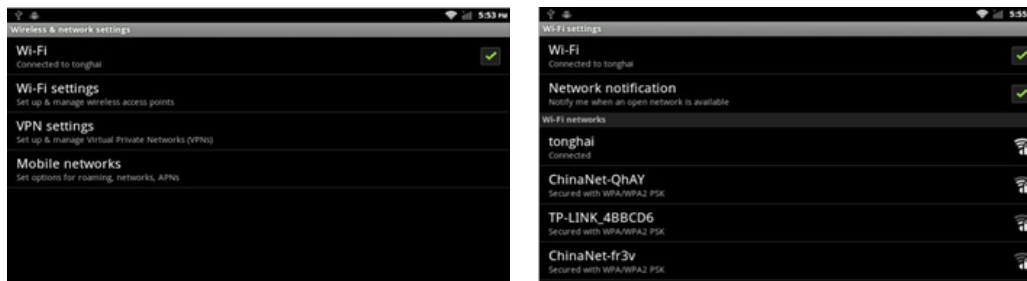 5:53 PM
Wireless & network settings
Wi-Fi
Connected to tonghai
Wi-Fi settings
Set up & manage wireless access points
VPN settings
Set up & manage Virtual Private Networks (VPNs)
Mobile networks
Set options for roaming, networks, APNs
5:55
Wi-Fi settings
Wi-Fi
Connected to tonghai
Network notification
Notify me when an open network is available
Wi-Fi networks
tonghai
Connected
ChinaNet-QhAY
Secured with WPA/WPA2 PSK
TP-LINK_4BBCD6
Secured with WPA/WPA2 PSK
ChinaNet-fr3v
Secured with WPA/WPA2 PSK